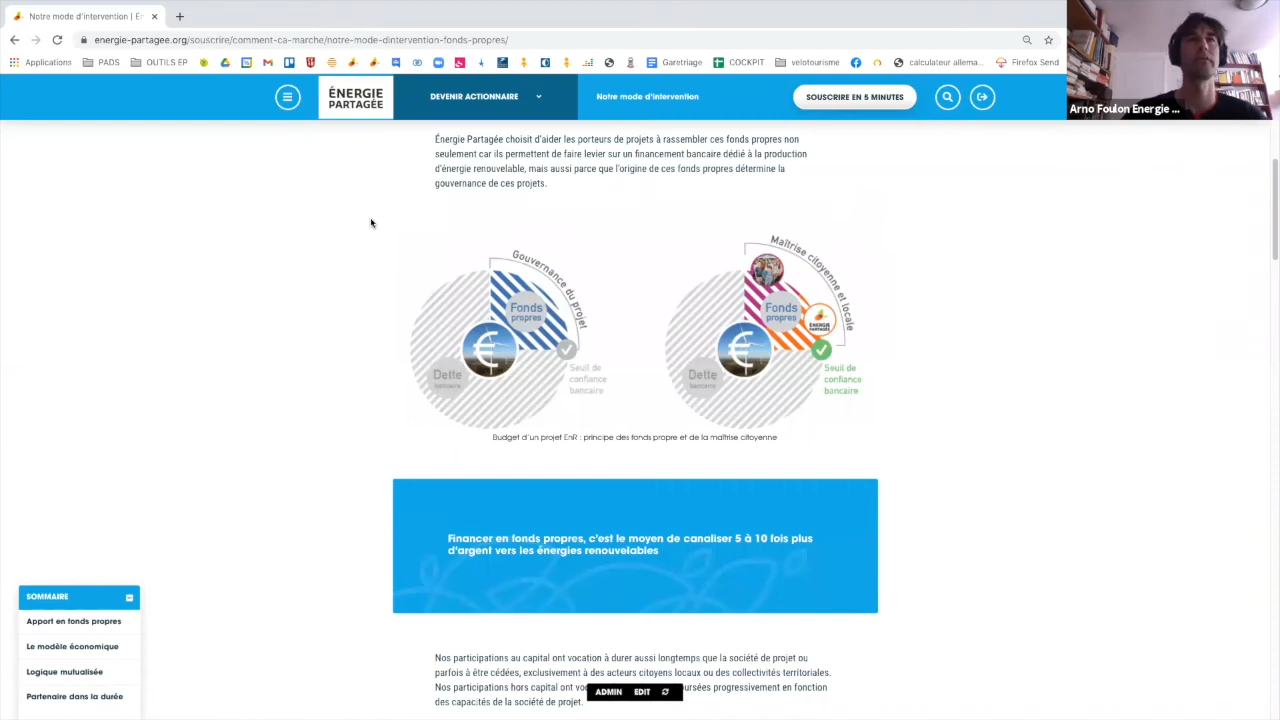 Notre mode d'intervention | Én
energie-partagee.org/souscrire/comment-ca-marche/notre-mode-dintervention-fonds-propres/
Applications
PADS
OUTILS EP
Garetriage
COCKPIT
velotourisme
calculateur allema...
Firefox Send
Arno Foulon Energie ...
ÉNERGIE
PARTAGÉE
DEVENIR ACTIONNAIRE
Notre mode d'intervention
SOUSCRIRE EN 5 MINUTES
Énergie Partagée choisit d'aider les porteurs de projets à rassembler ces fonds propres non
seulement car ils permettent de faire levier sur un financement bancaire dédié à la production
d'énergie renouvelable, mais aussi parce que l'origine de ces fonds propres détermine la
gouvernance de ces projets.
Gouvernance du projet
Fonds
propres
€
Dette
bancaire
Seuil de
confiance
bancaire
Maîtrise citoyenne et locale
Fonds
propres
ÉNERGIE
PARTAGÉE
€
Dette
bancaire
Seuil de
confiance
bancaire
Budget d'un projet EnR : principe des fonds propre et de la maîtrise citoyenne
Financer en fonds propres, c'est le moyen de canaliser 5 à 10 fois plus
d'argent vers les énergies renouvelables
SOMMAIRE
Apport en fonds propres
Le modèle économique
Logique mutualisée
Partenaire dans la durée
Nos participations au capital ont vocation à durer aussi longtemps que la société de projet ou
parfois à être cédées, exclusivement à des acteurs citoyens locaux ou des collectivités territoriales.
Nos participations hors capital ont voc oursées progressivement en fonction
des capacités de la société de projet.
ADMIN
EDIT